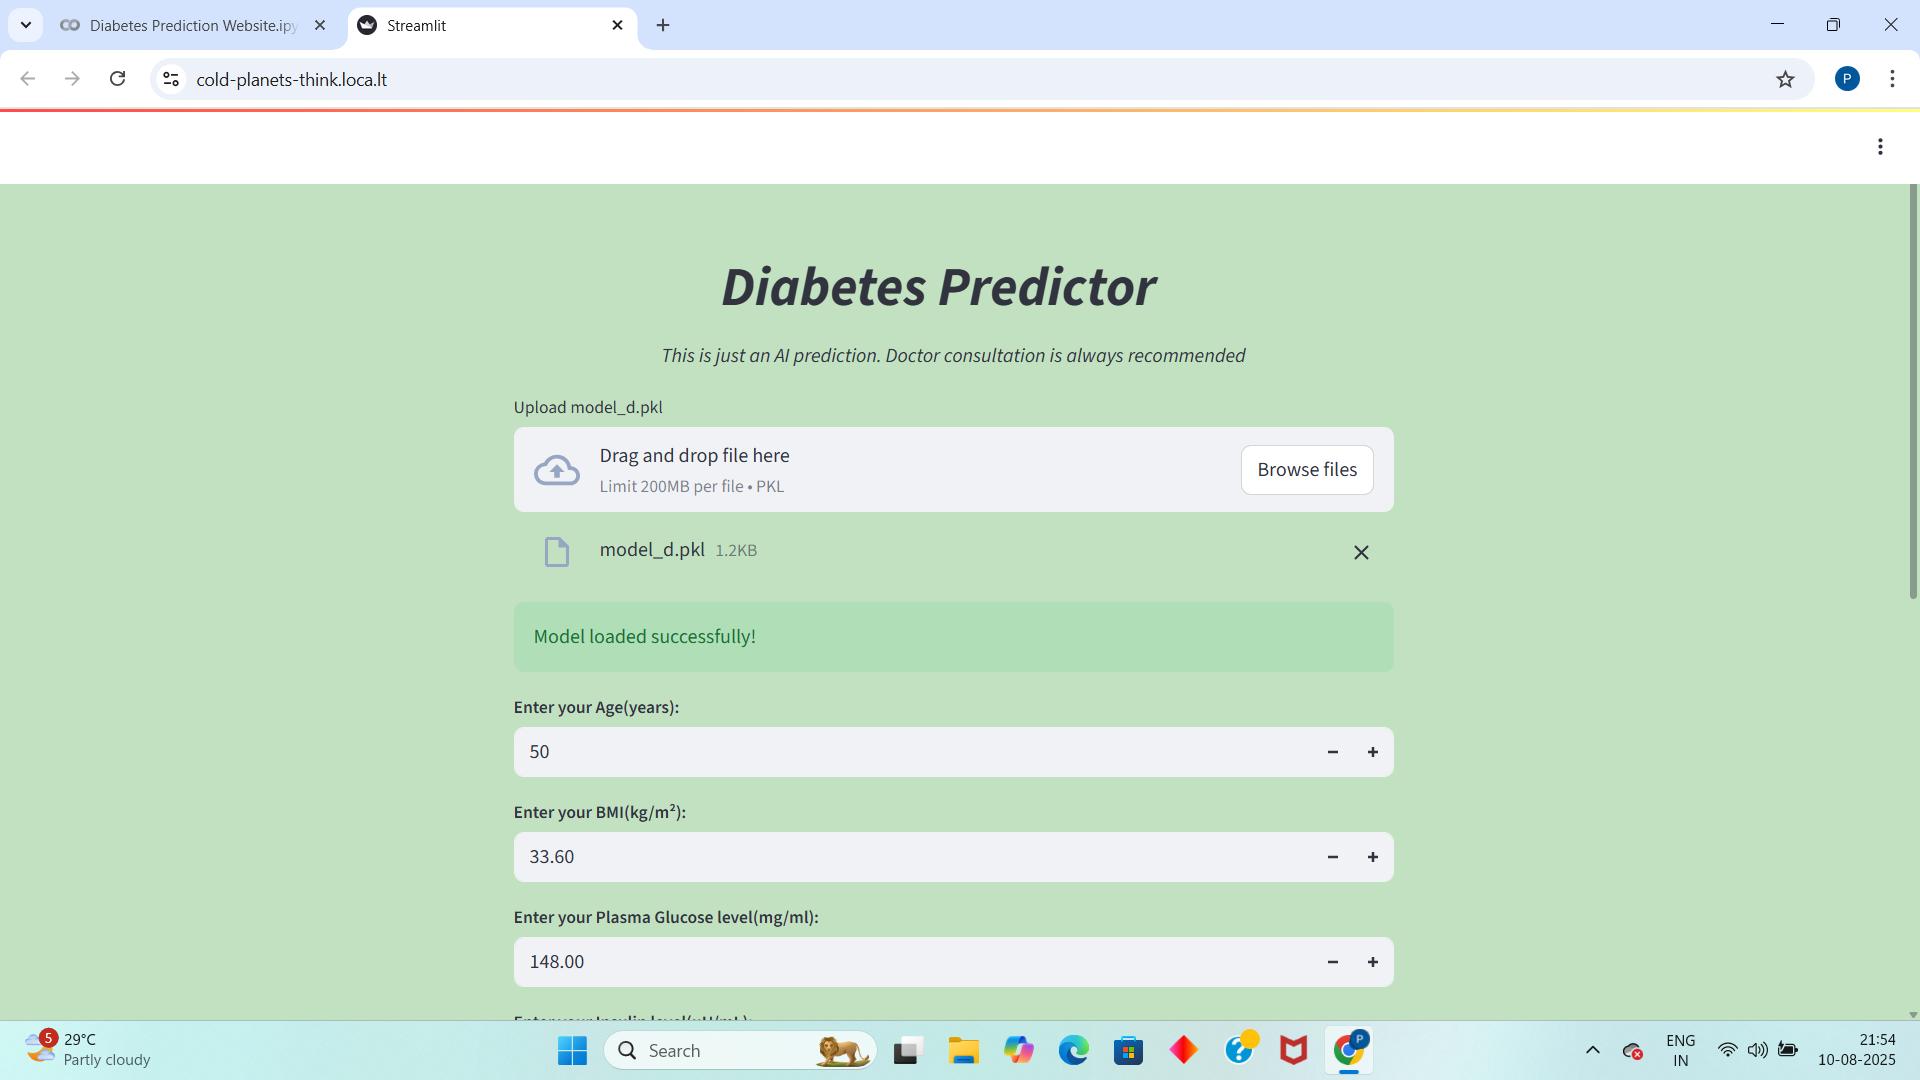 Diabetes Prediction Website.ipy
Streamlit
cold-planets-think.loca.lt
P
Diabetes Predictor
This is just an AI prediction. Doctor consultation is always recommended
Upload model_d.pkl
Drag and drop file here
Limit 200MB per file • PKL
Browse files
model_d.pkl 1.2KB
Model loaded successfully!
Enter your Age(years):
50
Enter your BMI(kg/m²):
33.60
Enter your Plasma Glucose level(mg/ml):
148.00
5
29°C
Partly cloudy
Search
P
ENG
IN
21:54
10-08-2025